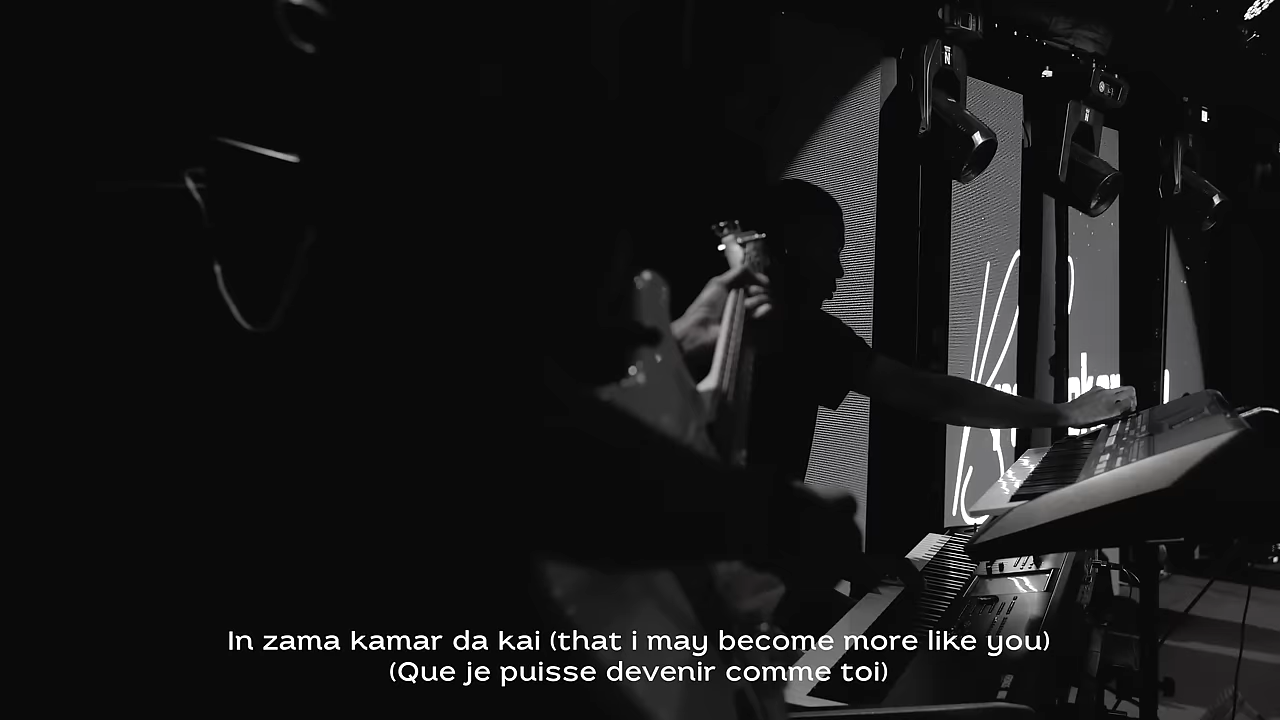 In zama kamar da kai (that i may become more like you)
(Que je puisse devenir comme toi)